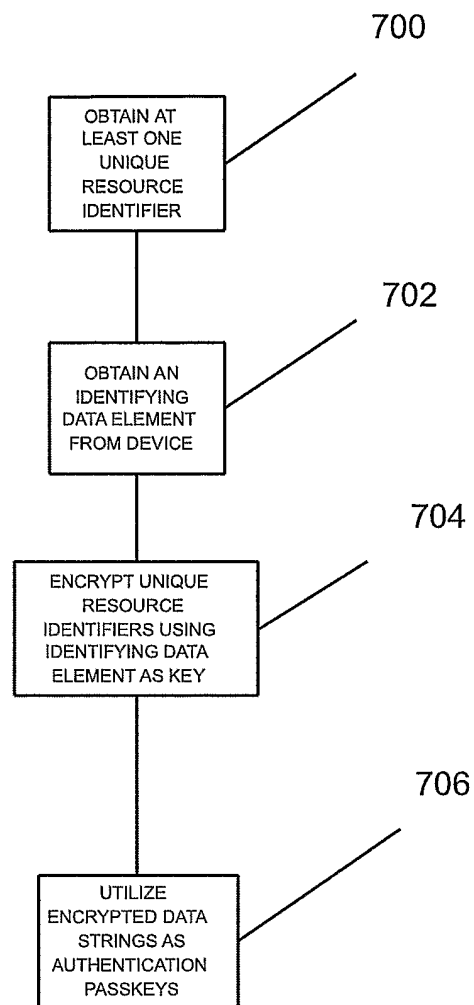 700
OBTAIN AT
LEAST ONE
UNIQUE
RESOURCE
IDENTIFIER
702
OBTAIN AN
IDENTIFYING
DATA ELEMENT
FROM DEVICE
704
ENCRYPT UNIQUE
RESOURCE
IDENTIFIERS USING
IDENTIFYING DATA
ELEMENT AS KEY
706
UTILIZE
ENCRYPTED DATA
STRINGS AS
AUTHENTICATION
PASSKEYS